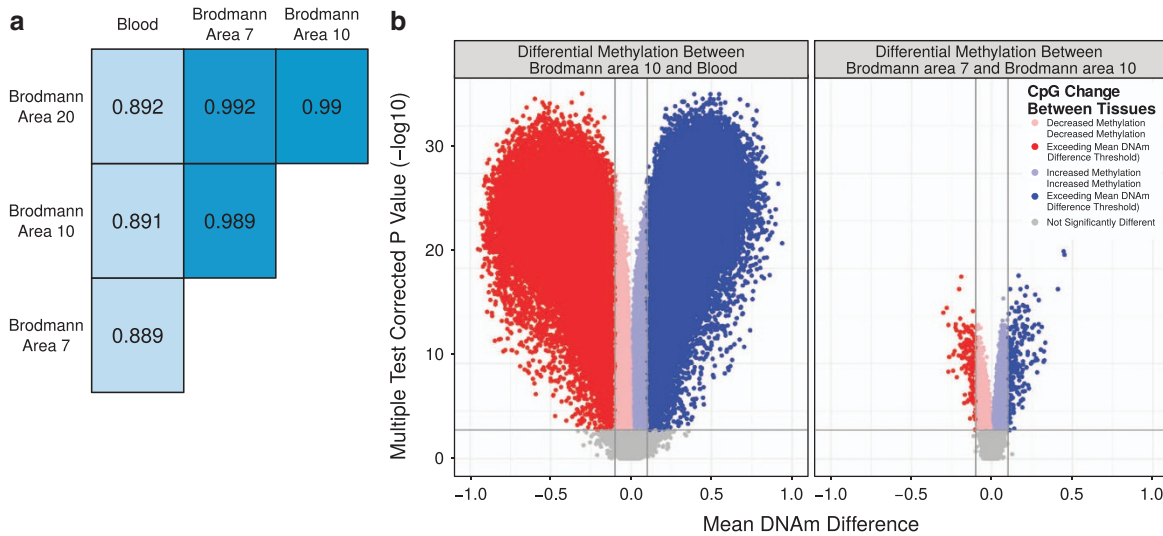 a
Blood
Brodmann
Area 7
Brodmann
Area 10
Brodmann
Area 20
0.892
0.992
0.99
Brodmann
Area 10
0.891
0.989
Brodmann
Area 7
0.889
b
Differential Methylation Between
Brodmann area 10 and Blood
Differential Methylation Between
Brodmann area 7 and Brodmann area 10
Multiple Test Corrected P Value (−log10)
30
20
10
0
CpG Change
Between Tissues
Decreased Methylation
Decreased Methylation
Exceeding Mean DNAm
Difference Threshold)
Increased Methylation
Increased Methylation
Exceeding Mean DNAm
Difference Threshold)
Not Significantly Different
−1.0
−0.5
0.0
0.5
1.0
−1.0
−0.5
0.0
0.5
1.0
Mean DNAm Difference